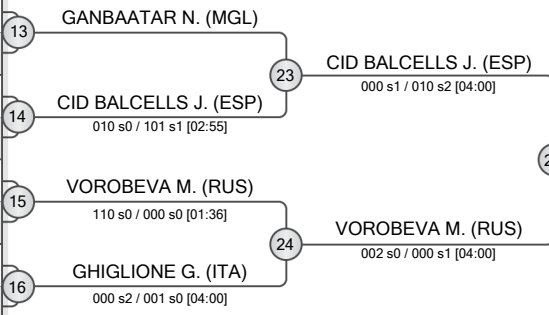 13
GANBAATAR N. (MGL)
23
CID BALCELLS J. (ESP)
000 s1 / 010 s2 [04:00]
14
CID BALCELLS J. (ESP)
010 s0 / 101 s1 [02:55]
15
VOROBEVA M. (RUS)
110 s0 / 000 s0 [01:36]
24
VOROBEVA M. (RUS)
002 s0 / 000 s1 [04:00]
16
GHIGLIONE G. (ITA)
000 s2 / 001 s0 [04:00]